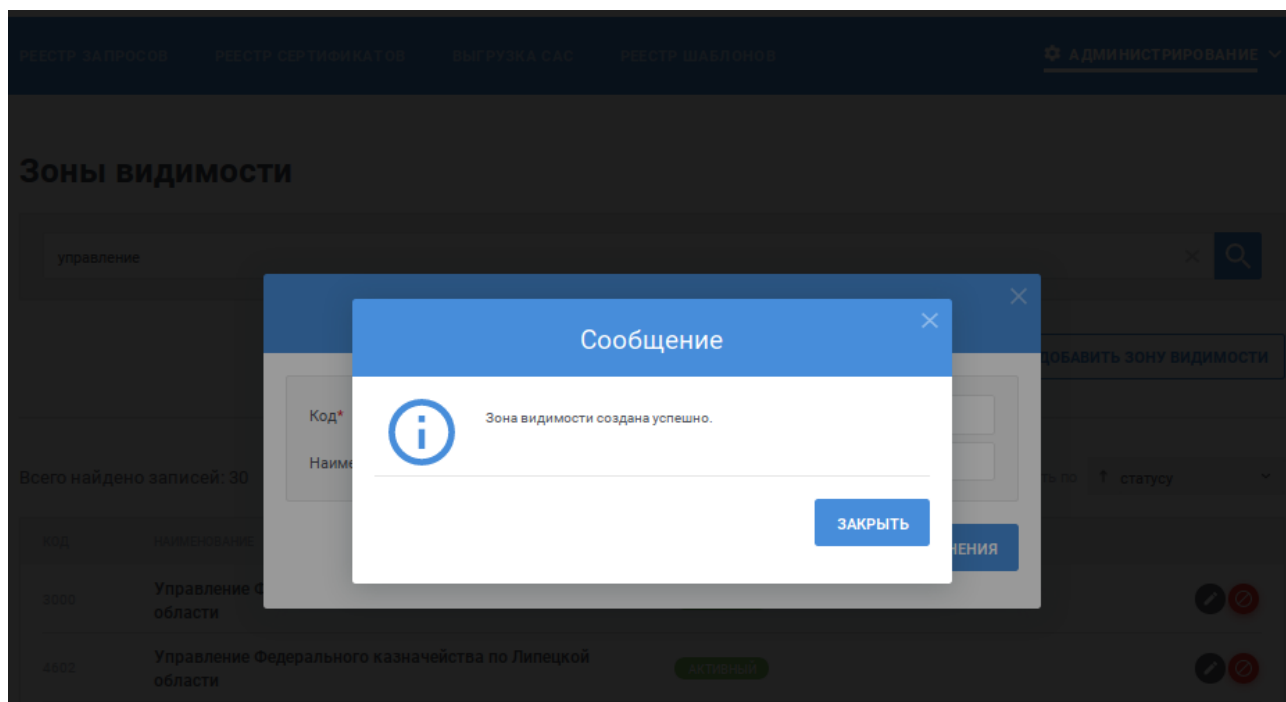 РЕЕСТР ЗАПРОСОВ РЕЕСТР СЕРТИФИКАТОВ ВЫГРУЗКА САС РЕЕСТР ШАБЛОНОВ АДМИНИСТРИРОВАНИЕ
Зоны видимости
управление
Сообщение
ДОБАВИТЬ ЗОНУ ВИДИМОСТИ
Код*
Зона видимости создана успешно.
Всего найдено записей: 30
по ↑ статусу
ЗАКРЫТЬ
КОД НАИМЕНОВАНИЕ
3000 Управление
области
4602 Управление Федерального казначейства по Липецкой
области АКТИВНЫЙ